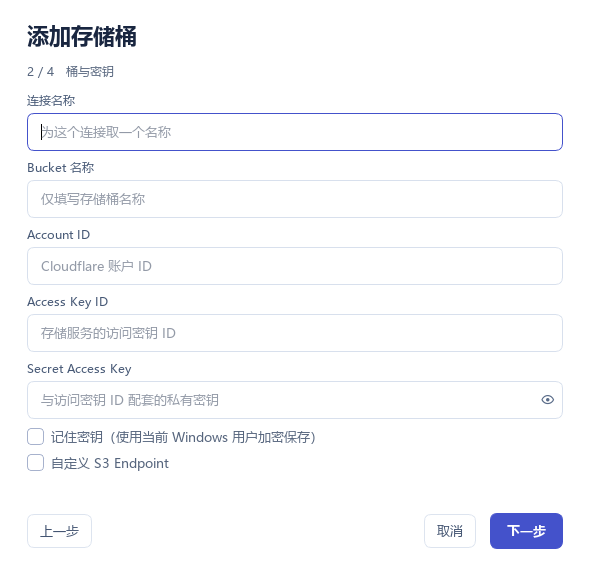 添加存储桶
2 / 4 桶与密钥
连接名称
为这个连接取一个名称
Bucket 名称
仅填写存储桶名称
Account ID
Cloudflare 账户 ID
Access Key ID
存储服务的访问密钥 ID
Secret Access Key
与访问密钥 ID 配套的私有密钥
记住密钥（使用当前 Windows 用户加密保存）
自定义 S3 Endpoint
上一步 取消 下一步